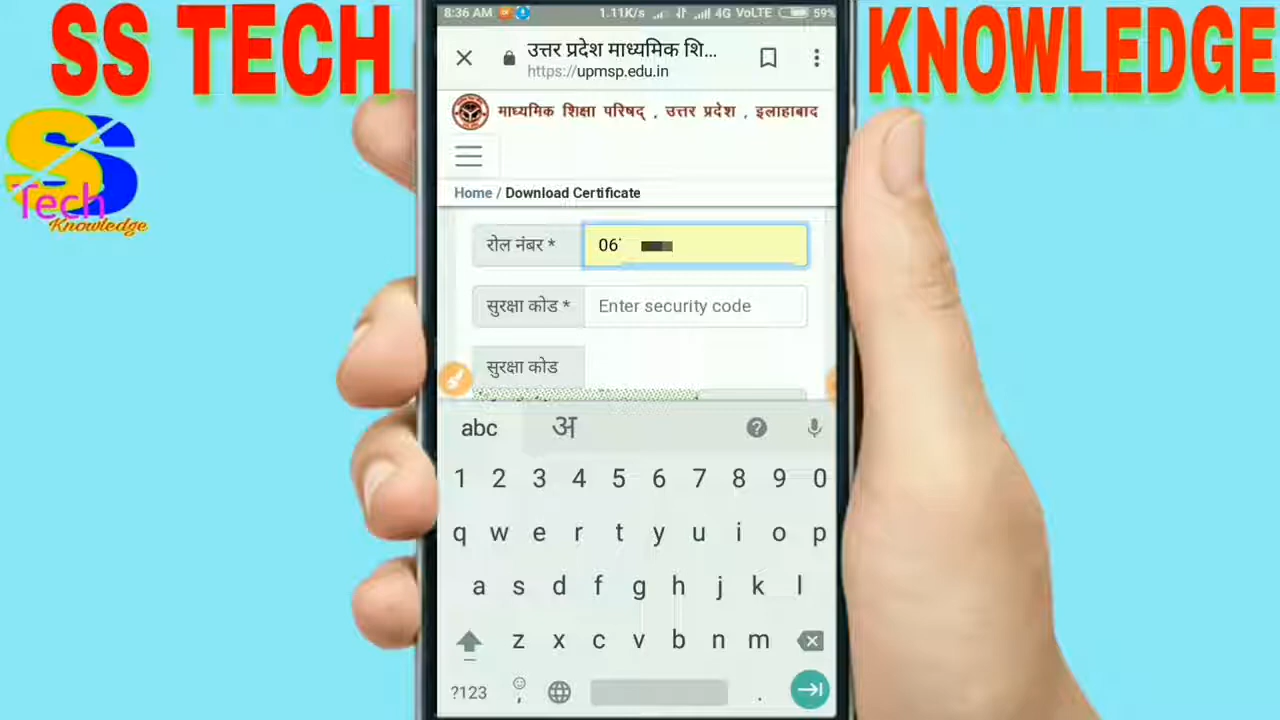 SS TECH KNOWLEDGE
SS
Tech
Knowledge
8:36 AM 1.11K/s 4G VoLTE 59%
उत्तर प्रदेश माध्यमिक शि...
https://upmsp.edu.in
माध्यमिक शिक्षा परिषद् , उत्तर प्रदेश , इलाहाबाद
Home / Download Certificate
रोल नंबर * 06
सुरक्षा कोड * Enter security code
सुरक्षा कोड
abc अ
1 2 3 4 5 6 7 8 9 0
q w e r t y u i o p
a s d f g h j k l
z x c v b n m
?123 , .